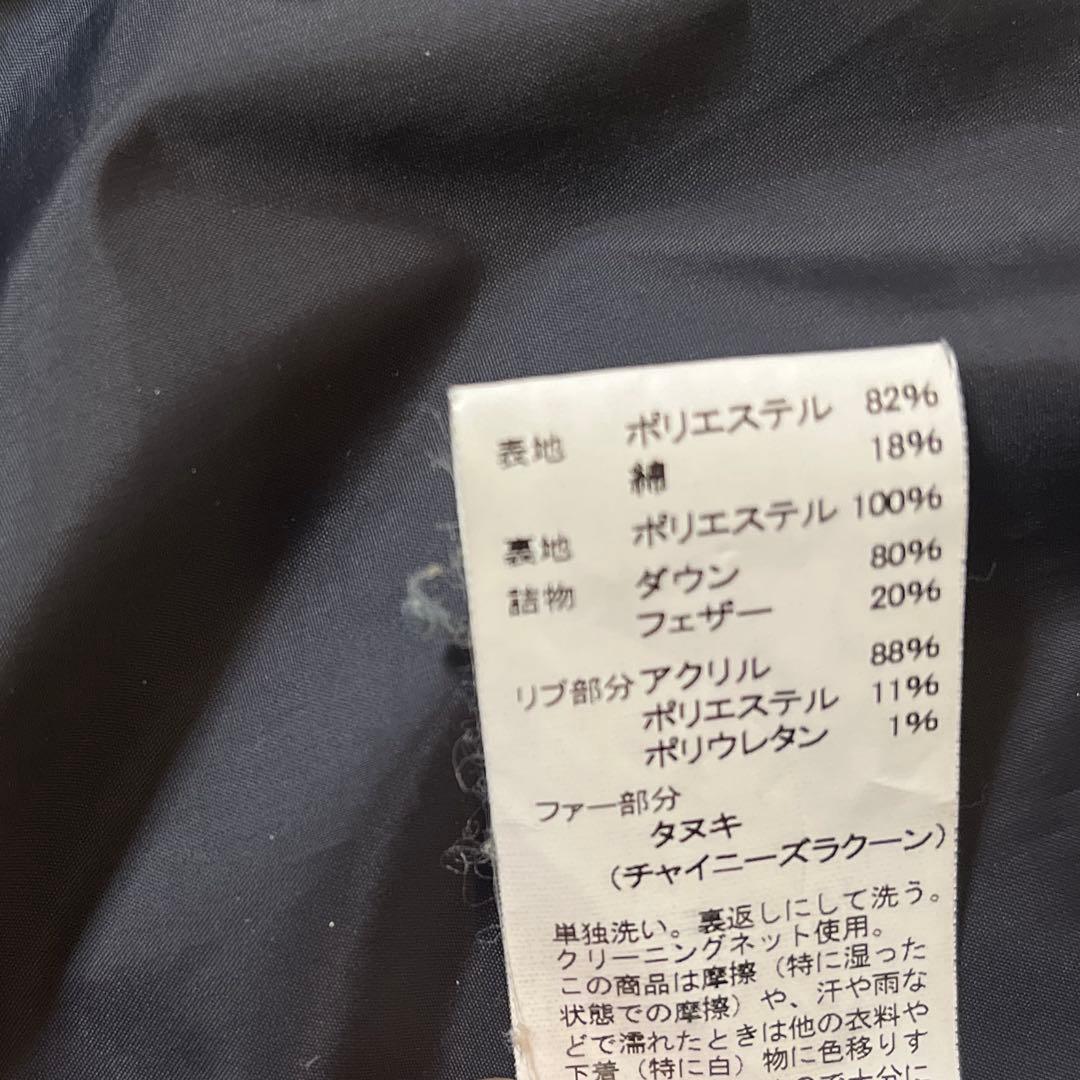 表地 ポリエステル 82%
綿 18%
裏地 ポリエステル 100%
詰物 ダウン 80%
フェザー 20%
リブ部分 アクリル 88%
ポリエステル 11%
ポリウレタン 1%
ファー部分
タヌキ
(チャイニーズラクーン)
単独洗い。裏返しにして洗う。
クリーニングネット使用。
この商品は摩擦(特に湿った
状態での摩擦)や、汗や雨な
どで濡れたときは他の衣料や
下着(特に白)物に色移りす
ので十分に